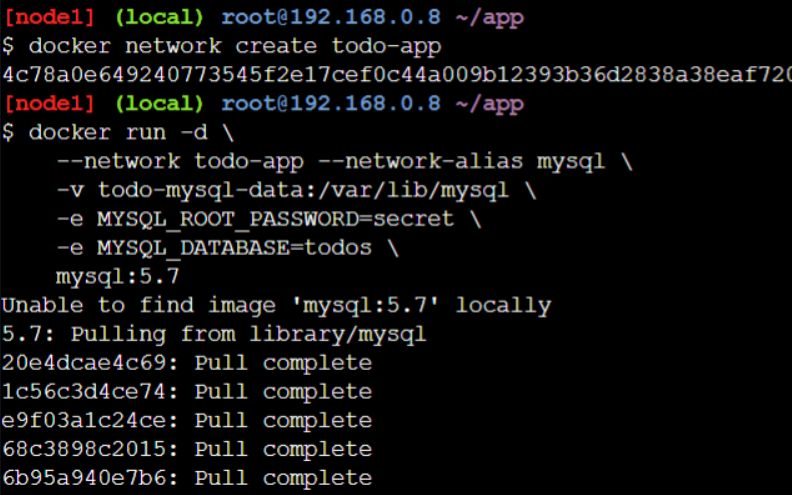 [node1] (local) root@192.168.0.8 ~/app
$ docker network create todo-app
4c78a0e649240773545f2e17cef0c44a009b12393b36d2838a38eaf720
[node1] (local) root@192.168.0.8 ~/app
$ docker run -d \
    --network todo-app --network-alias mysql \
    -v todo-mysql-data:/var/lib/mysql \
    -e MYSQL_ROOT_PASSWORD=secret \
    -e MYSQL_DATABASE=todos \
    mysql:5.7
Unable to find image 'mysql:5.7' locally
5.7: Pulling from library/mysql
20e4dcae4c69: Pull complete
1c56c3d4ce74: Pull complete
e9f03a1c24ce: Pull complete
68c3898c2015: Pull complete
6b95a940e7b6: Pull complete